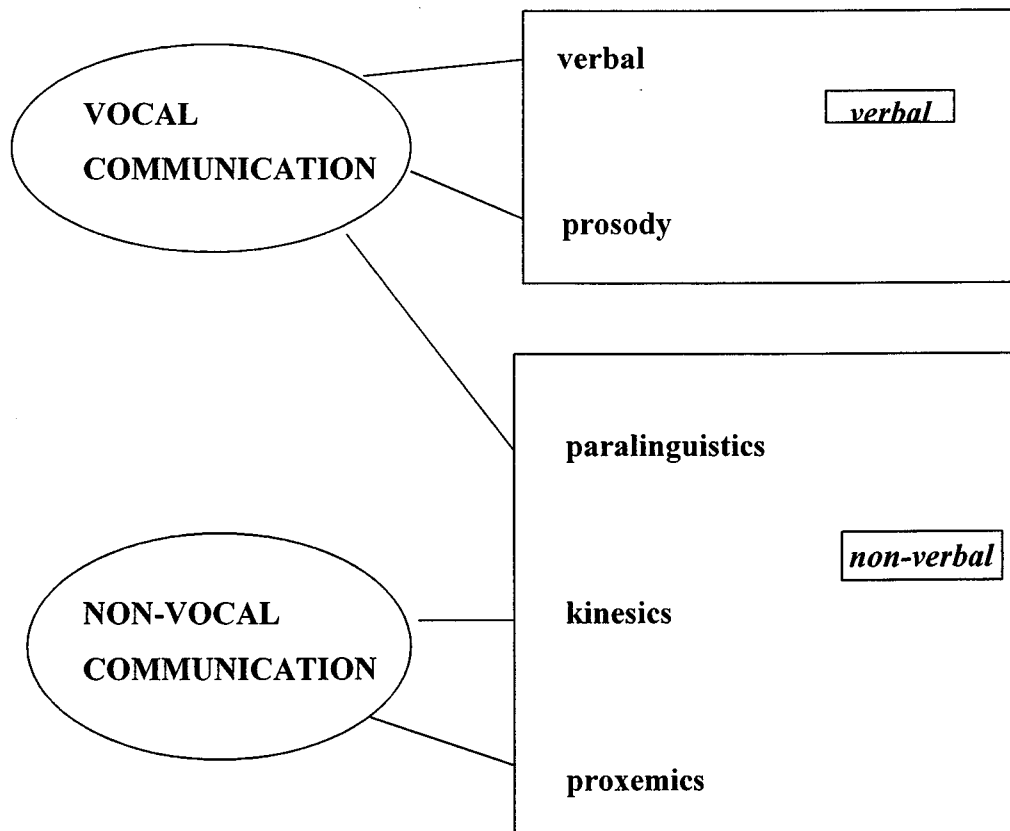 verbal
VOCAL
COMMUNICATION
verbal
prosody
paralinguistics
non-verbal
NON-VOCAL
COMMUNICATION
kinesics
proxemics